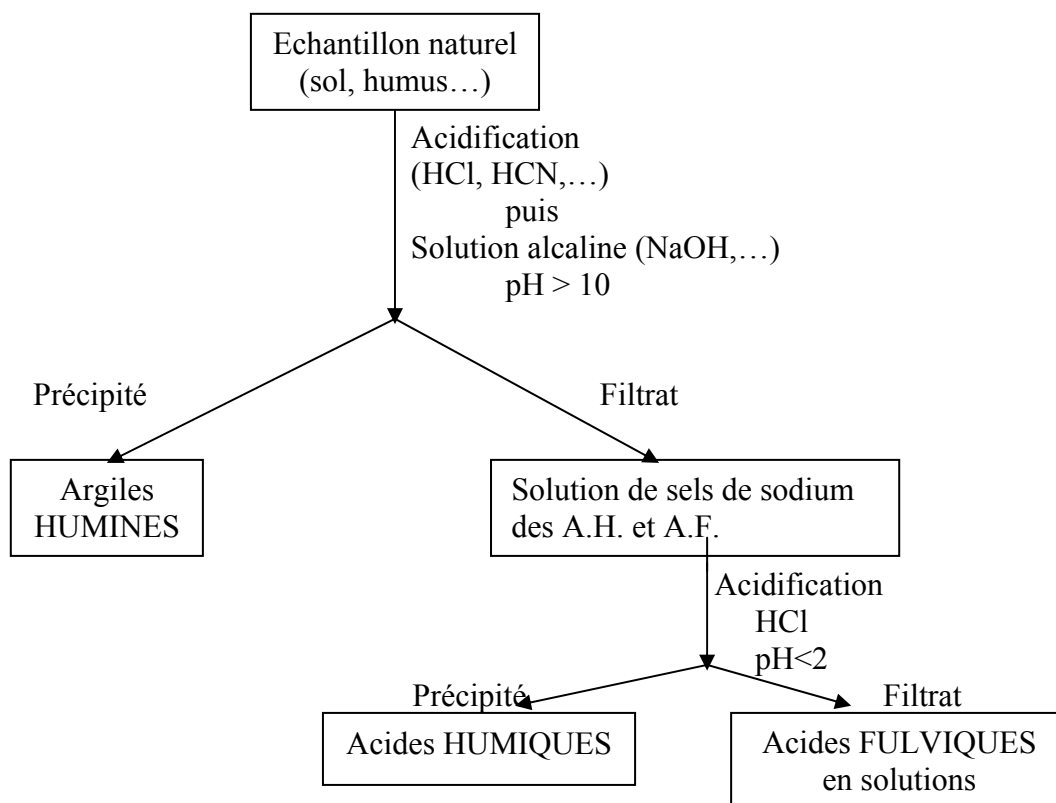 Echantillon naturel
(sol, humus…)
Acidification
(HCl, HCN,…)
puis
Solution alcaline (NaOH,…)
pH > 10
Précipité
Filtrat
Argiles
HUMINES
Solution de sels de sodium
des A.H. et A.F.
Acidification
HCl
pH<2
Précipité
Filtrat
Acides HUMIQUES
Acides FULVIQUES
en solutions